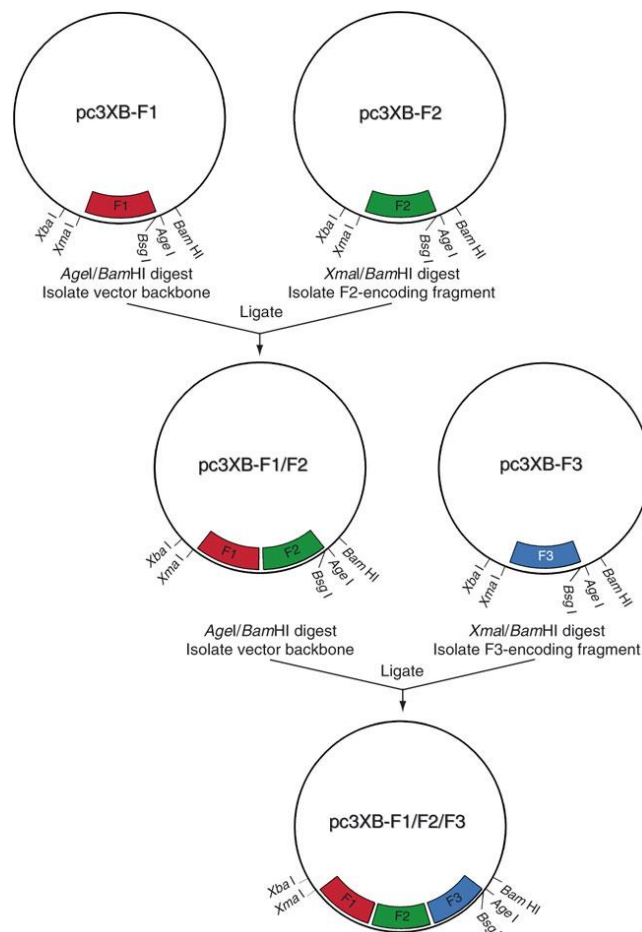 pc3XB-F1
pc3XB-F2
F1
F2
Xba I
Xma I
Bsg I
Age I
Bam HI
Xba I
Xma I
Bsg I
Age I
Bam HI
AgeI/BamHI digest
Isolate vector backbone
XmaI/BamHI digest
Isolate F2-encoding fragment
Ligate
pc3XB-F1/F2
pc3XB-F3
F1
F2
F3
Xba I
Xma I
Bsg I
Age I
Bam HI
Xba I
Xma I
Bsg I
Age I
Bam HI
AgeI/BamHI digest
Isolate vector backbone
XmaI/BamHI digest
Isolate F3-encoding fragment
Ligate
pc3XB-F1/F2/F3
Xba I
Xma I
F1
F2
F3
Bam HI
Age I
Bsg I